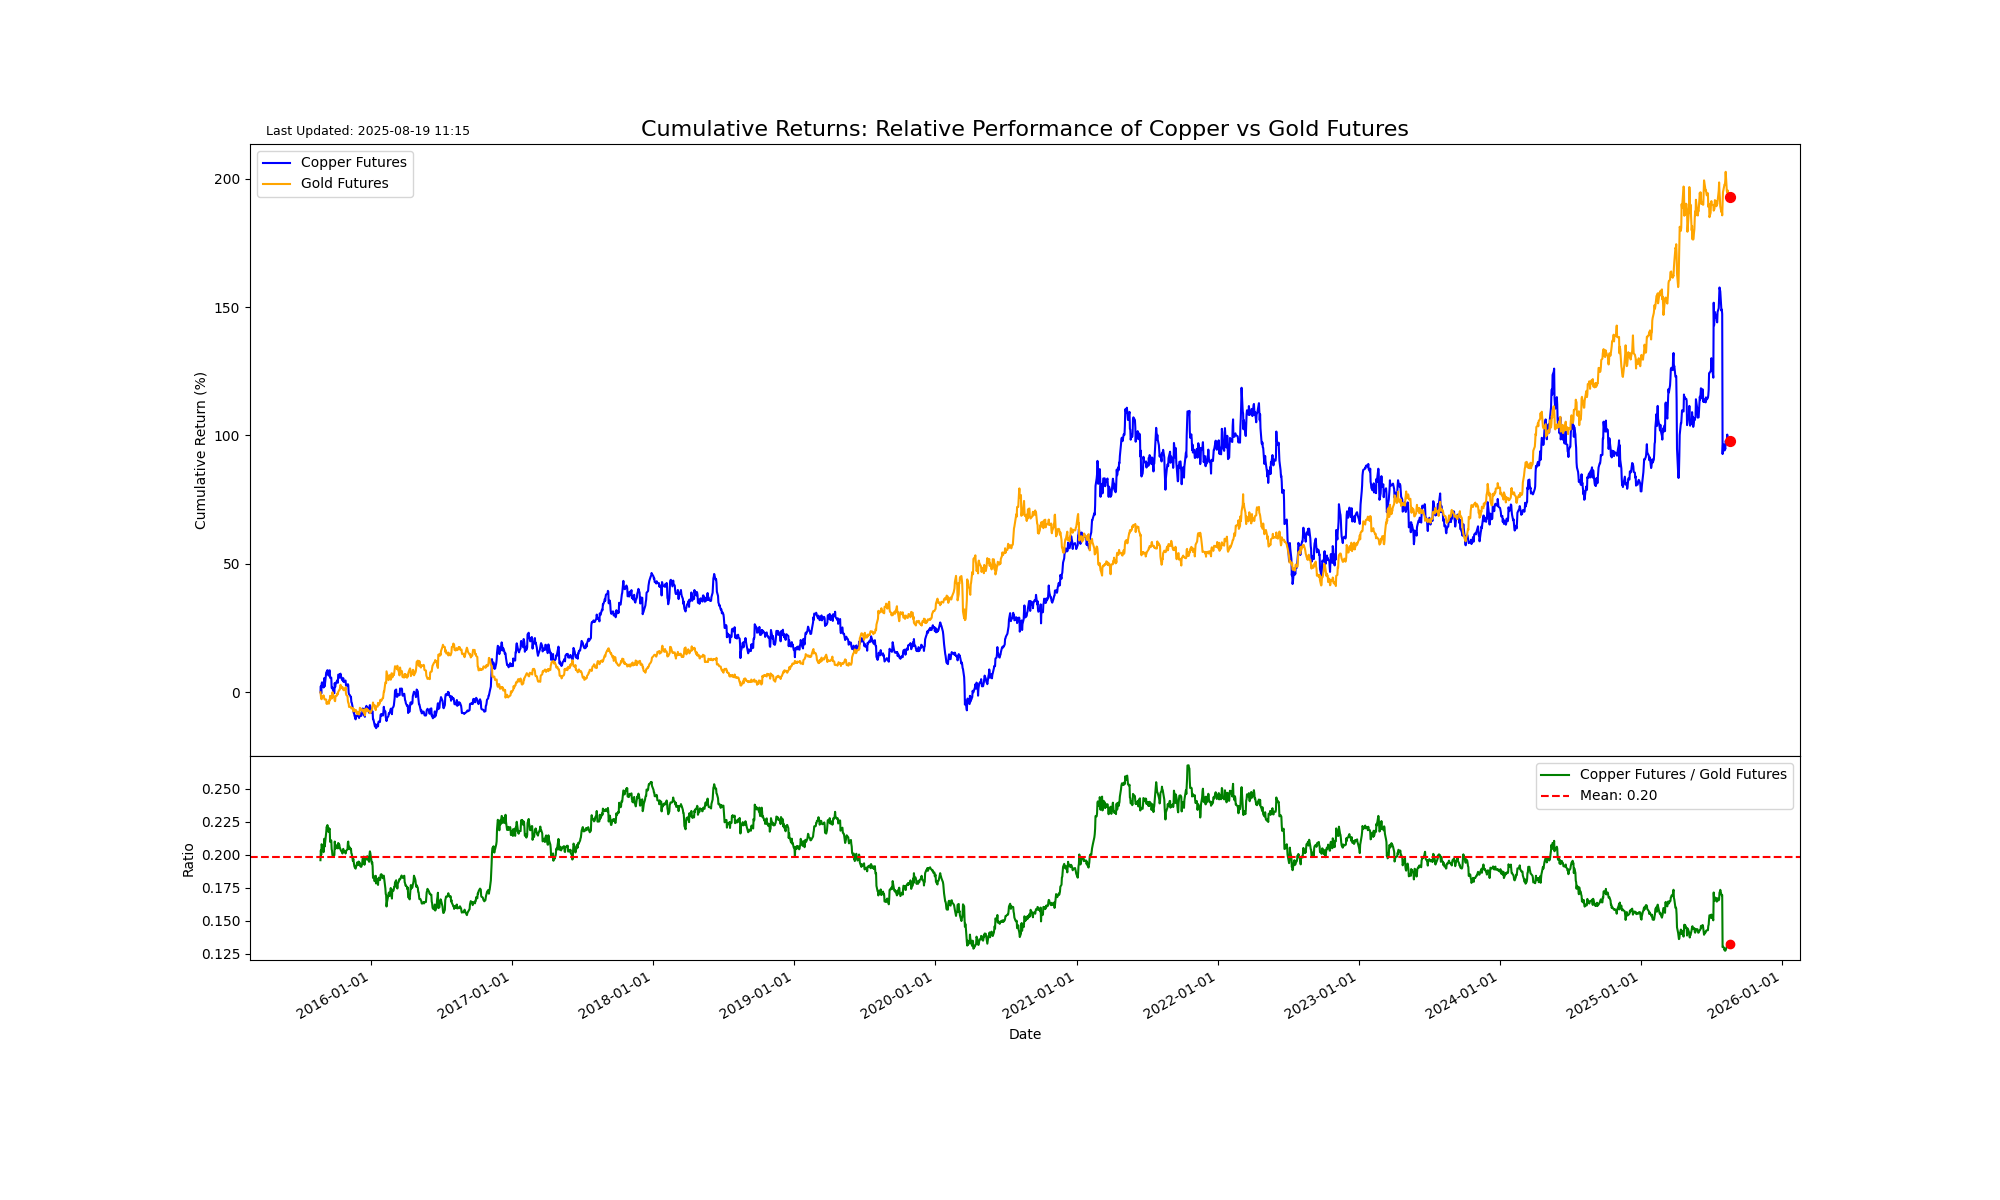 Last Updated: 2025-08-19 11:15
Cumulative Returns: Relative Performance of Copper vs Gold Futures
Copper Futures
Gold Futures
200
150
100
50
0
Cumulative Return (%)
Copper Futures / Gold Futures
Mean: 0.20
0.250
0.225
0.200
0.175
0.150
0.125
Ratio
2016-01-01
2017-01-01
2018-01-01
2019-01-01
2020-01-01
2021-01-01
2022-01-01
2023-01-01
2024-01-01
2025-01-01
2026-01-01
Date